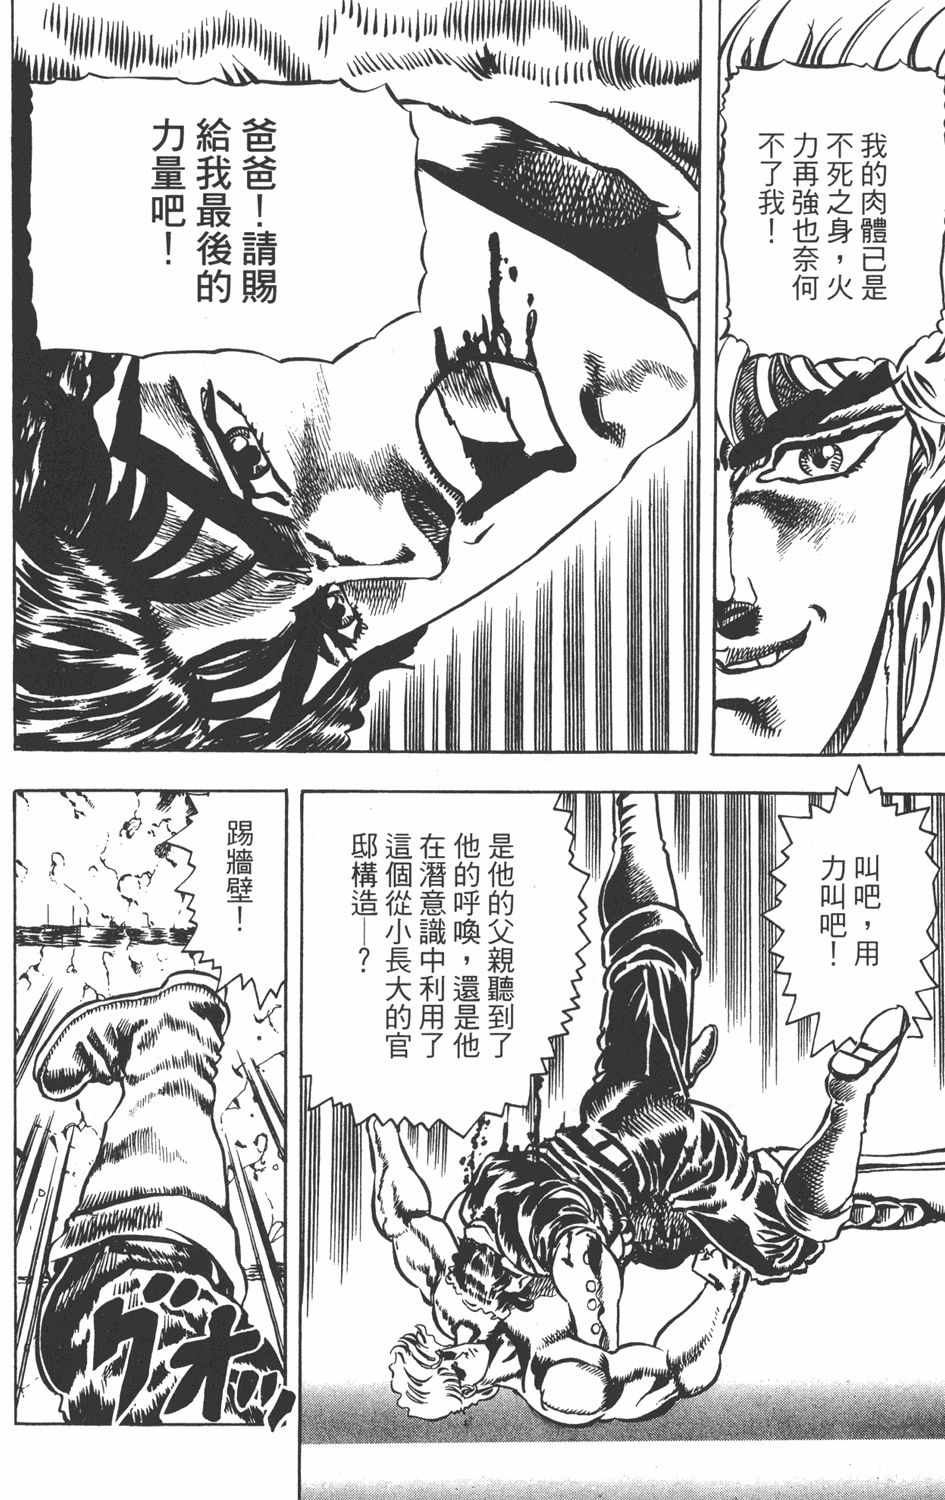 我的肉體已是
不死之身，火
力再強也奈何
不了我！
爸爸！請賜
給我最後的
力量吧！
叫吧，用
力叫吧！
是他的父親聽到了
他的呼喚，還是他
在潛意識中利用了
這個從小長大的官
邸構造—？
踢牆壁！
グオッ